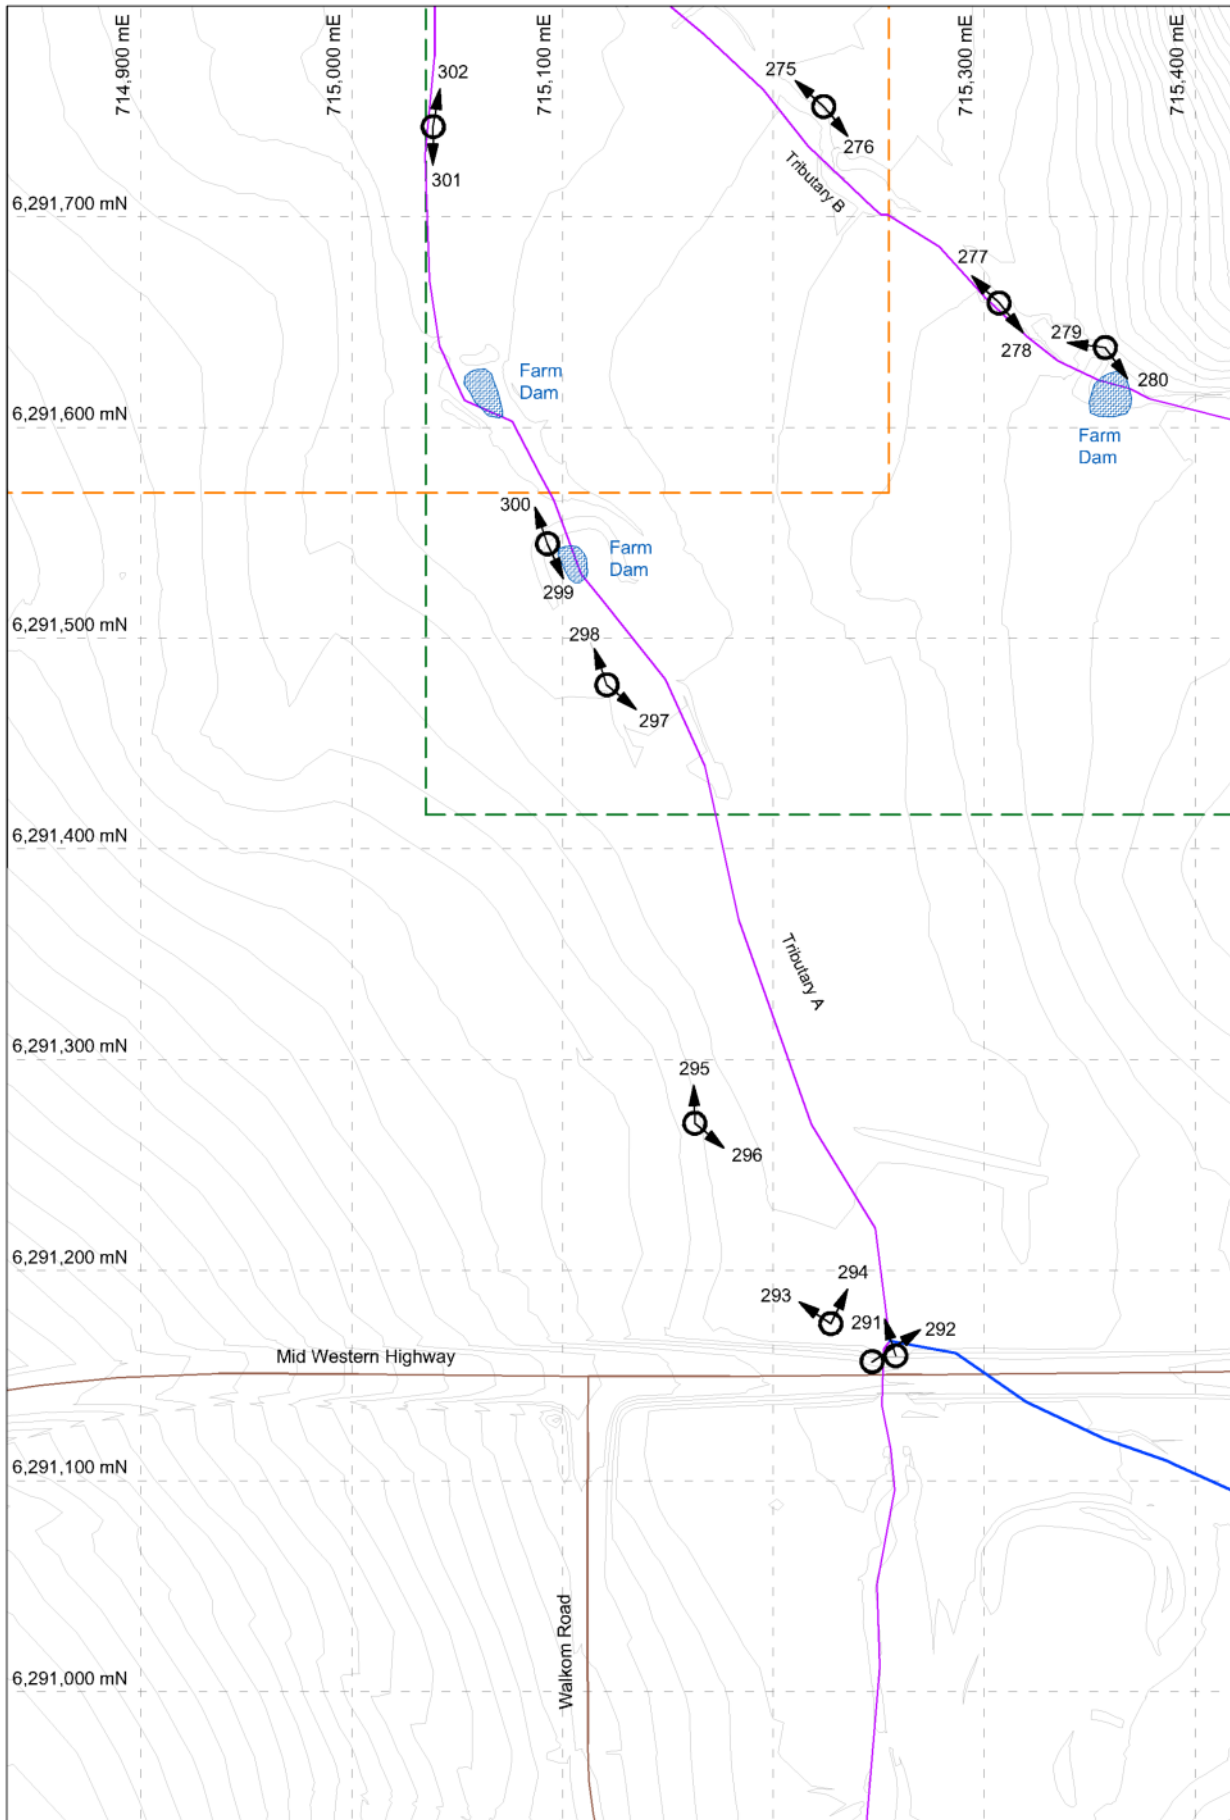 714,900 mE
715,000 mE
715,100 mE
715,300 mE
715,400 mE
302
275
276
301
Tributary B
6,291,700 mN
277
278
279
280
Farm
Dam
6,291,600 mN
Farm
Dam
300
Farm
Dam
299
298
6,291,500 mN
297
6,291,400 mN
Tributary A
6,291,300 mN
295
296
6,291,200 mN
294
293
291
292
Mid Western Highway
6,291,100 mN
Walkom Road
6,291,000 mN